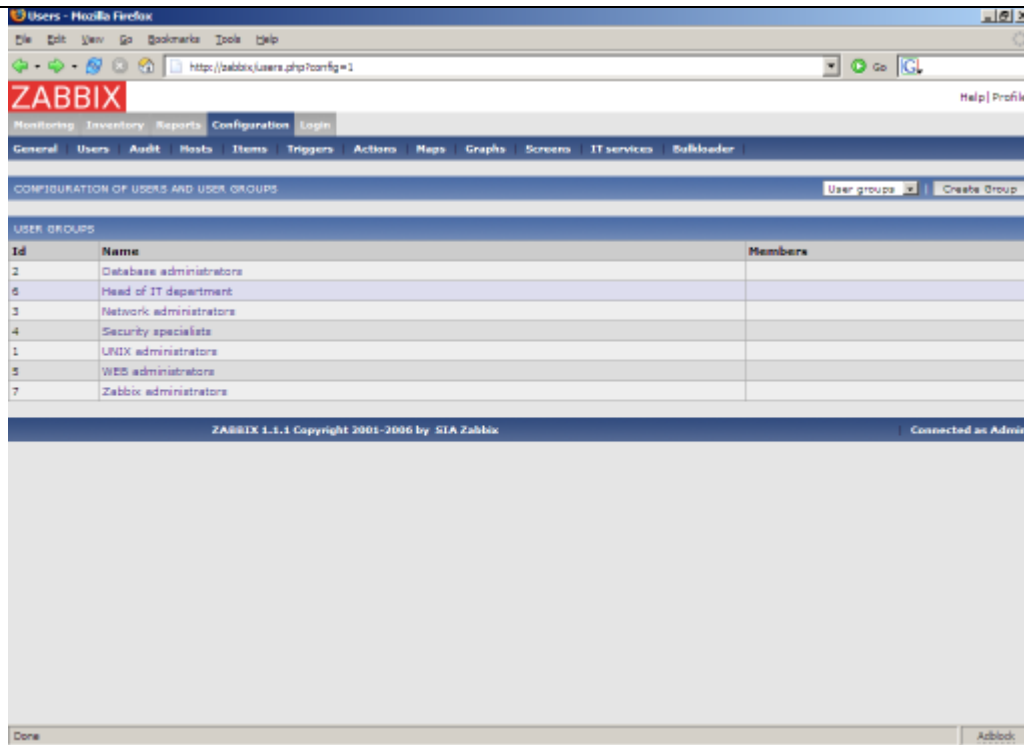 Users - Mozilla Firefox
File Edit View Go Bookmarks Tools Help
http://zabbix/users.php?config=1 Go G
ZABBIX Help | Profile
Monitoring Inventory Reports Configuration Login
General Users Audit Hosts Items Triggers Actions Maps Graphs Screens IT services Bulkloader
CONFIGURATION OF USERS AND USER GROUPS User groups | Create Group
USER GROUPS
Id Name Members
2 Database administrators
6 Head of IT department
3 Network administrators
4 Security specialists
1 UNIX administrators
5 WEB administrators
7 Zabbix administrators
ZABBIX 1.1.1 Copyright 2001-2006 by SIA Zabbix | Connected as Admin
Done Adblock